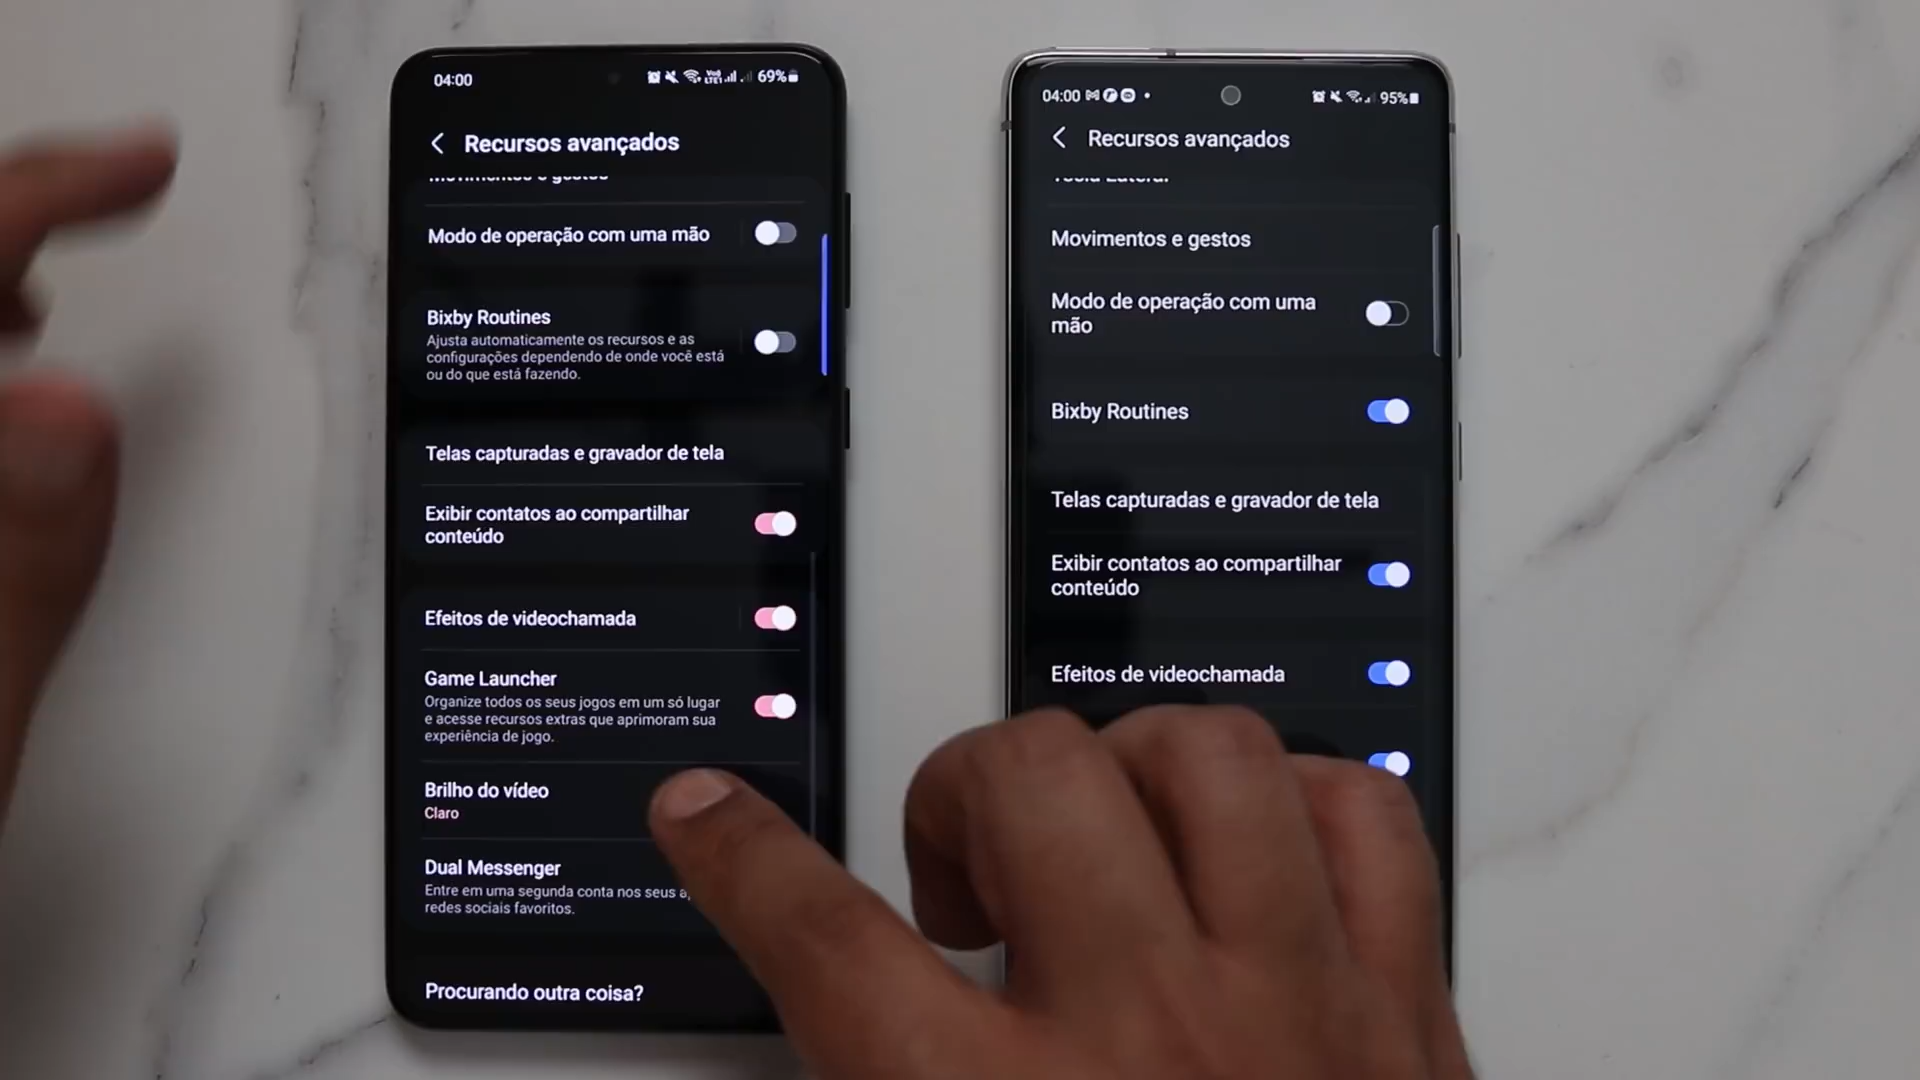 04:00
69%
Recursos avançados
Movimentos e gestos
Modo de operação com uma mão
Bixby Routines
Ajusta automaticamente os recursos e as
configurações dependendo de onde você está
ou do que está fazendo.
Telas capturadas e gravador de tela
Exibir contatos ao compartilhar
conteúdo
Efeitos de videochamada
Game Launcher
Organize todos os seus jogos em um só lugar
e acesse recursos extras que aprimoram sua
experiência de jogo.
Brilho do vídeo
Claro
Dual Messenger
Entre em uma segunda conta nos seus
redes sociais favoritos.
Procurando outra coisa?
04:00
95%
Recursos avançados
Tecla Lateral
Movimentos e gestos
Modo de operação com uma
mão
Bixby Routines
Telas capturadas e gravador de tela
Exibir contatos ao compartilhar
conteúdo
Efeitos de videochamada